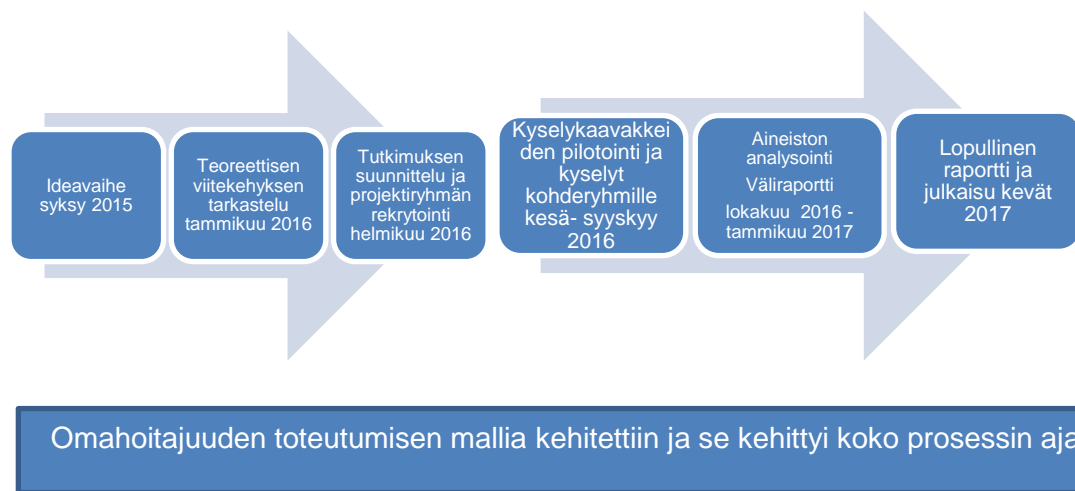 Ideavaihe
syksy 2015
Teoreettisen
viitekehyksen
tarkastelu
tammikuu 2016
Tutkimuksen
suunnittelu ja
projektiryhmän
rekrytointi
helmikuu 2016
Kyselykaavakkei
den pilotointi ja
kyselyt
kohderyhmille
kesä- syyskyy
2016
Aineiston
analysointi
Väliraportti
lokakuu 2016 -
tammikuu 2017
Lopullinen
raportti ja
julkaisu kevät
2017
Omahoitajuuden toteutumisen mallia kehitettiin ja se kehittyi koko prosessin aja